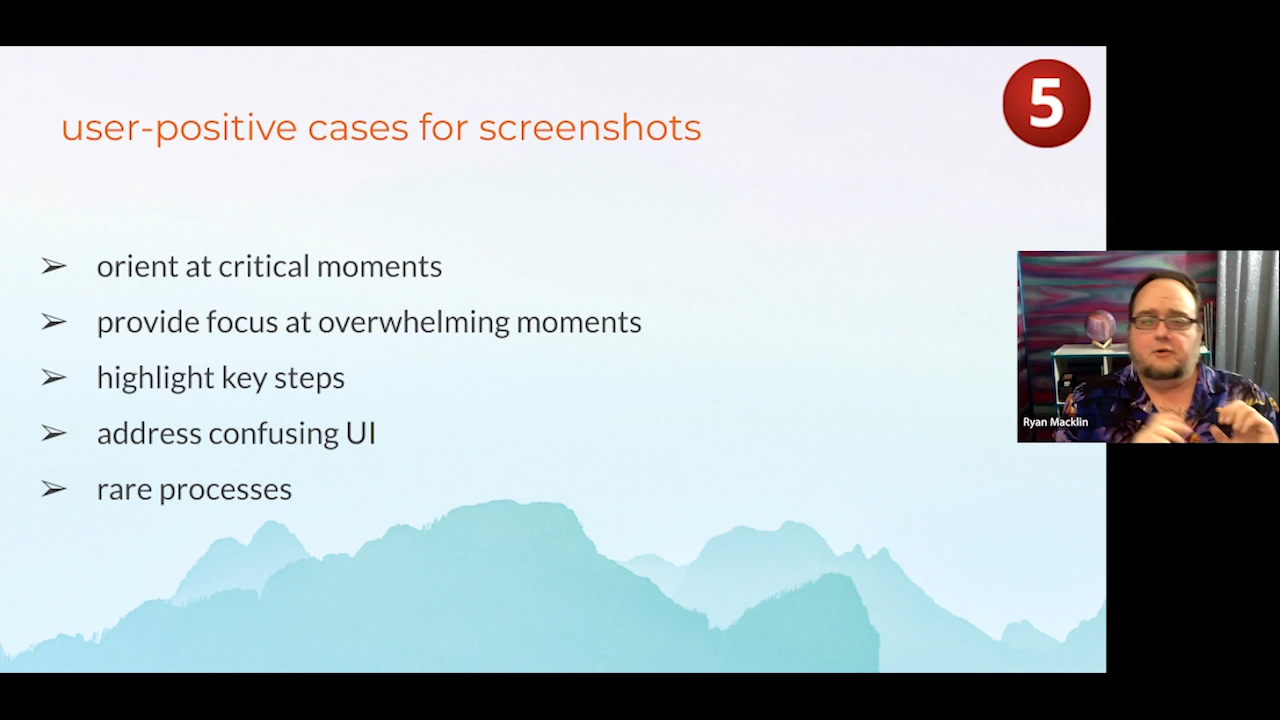 user-positive cases for screenshots
5
➢ orient at critical moments
➢ provide focus at overwhelming moments
➢ highlight key steps
➢ address confusing UI
➢ rare processes
Ryan Macklin